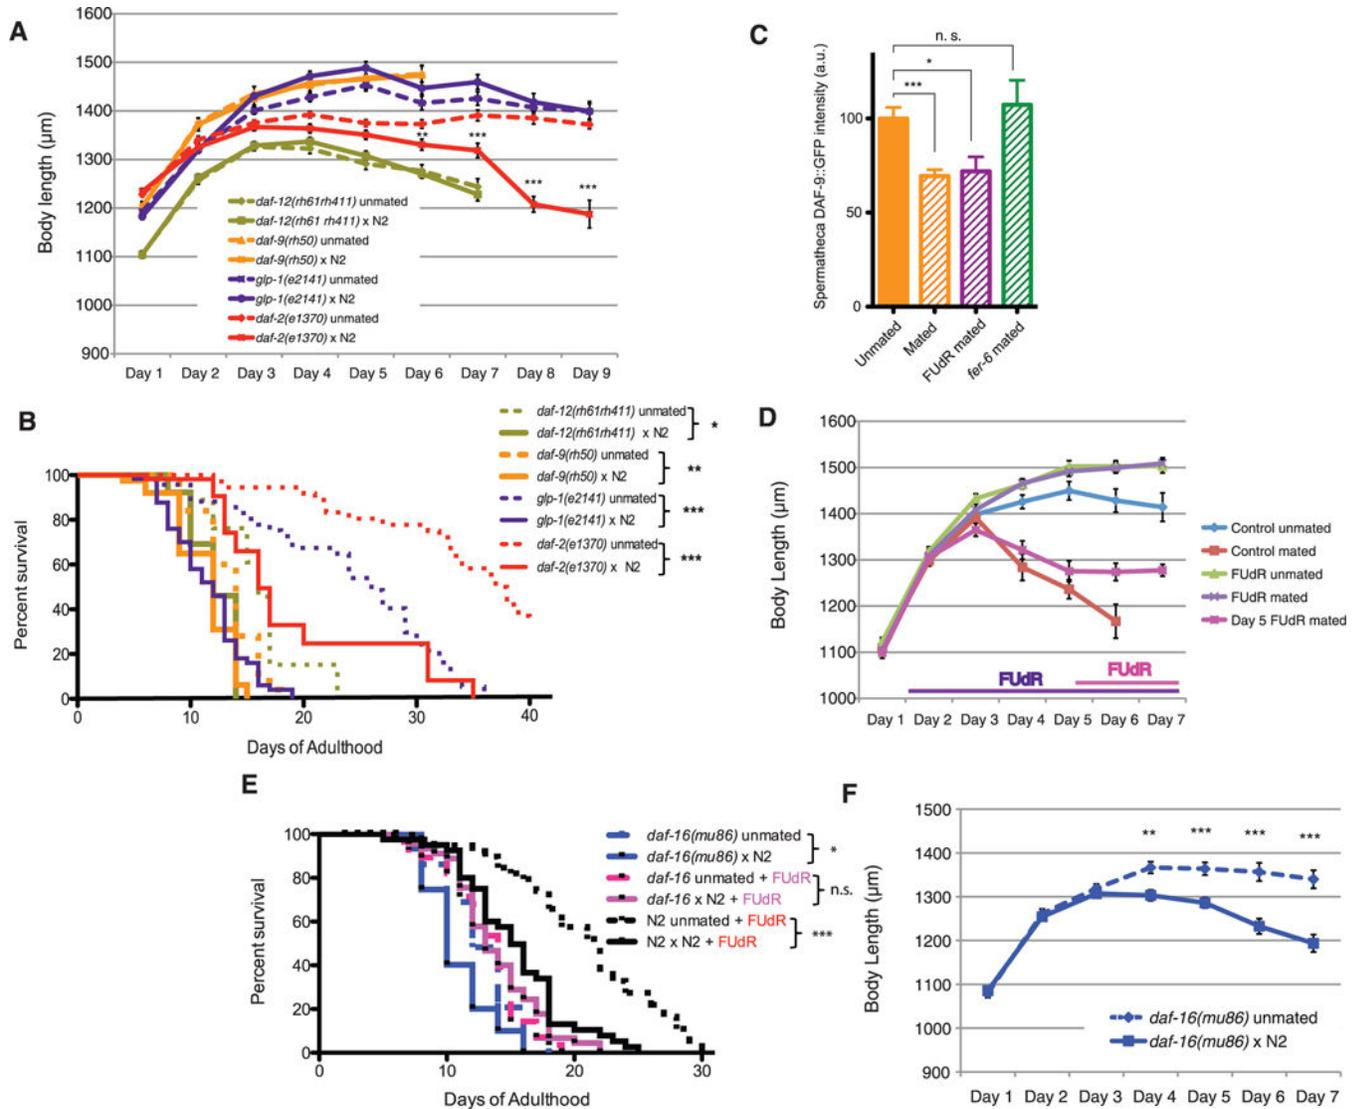 A
1600
1500
1400
1300
1200
1100
1000
900
Body length (μm)
** *** *** ***
daf-12(rh61rh411) unmated
daf-12(rh61 rh411) x N2
daf-9(rh50) unmated
daf-9(rh50) x N2
glp-1(e2141) unmated
glp-1(e2141) x N2
daf-2(e1370) unmated
daf-2(e1370) x N2
Day 1 Day 2 Day 3 Day 4 Day 5 Day 6 Day 7 Day 8 Day 9
C
n. s.
*
***
Spermatheca DAF-9::GFP intensity (a.u.)
100
50
0
Unmated
Mated
FUdR mated
fer-6 mated
B
daf-12(rh61rh411) unmated
daf-12(rh61rh411) x N2
*
daf-9(rh50) unmated
daf-9(rh50) x N2
**
glp-1(e2141) unmated
glp-1(e2141) x N2
***
daf-2(e1370) unmated
daf-2(e1370) x N2
***
Percent survival
100
80
60
40
20
0
0 10 20 30 40
Days of Adulthood
D
1600
1500
1400
1300
1200
1100
1000
Body Length (μm)
Control unmated
Control mated
FUdR unmated
FUdR mated
Day 5 FUdR mated
FUdR
FUdR
Day 1 Day 2 Day 3 Day 4 Day 5 Day 6 Day 7
E
daf-16(mu86) unmated
daf-16(mu86) x N2
*
daf-16 unmated + FUdR
daf-16 x N2 + FUdR
n.s.
N2 unmated + FUdR
N2 x N2 + FUdR
***
Percent survival
100
80
60
40
20
0
0 10 20 30
Days of Adulthood
F
1500
1400
1300
1200
1100
1000
900
Body Length (μm)
** *** *** ***
daf-16(mu86) unmated
daf-16(mu86) x N2
Day 1 Day 2 Day 3 Day 4 Day 5 Day 6 Day 7